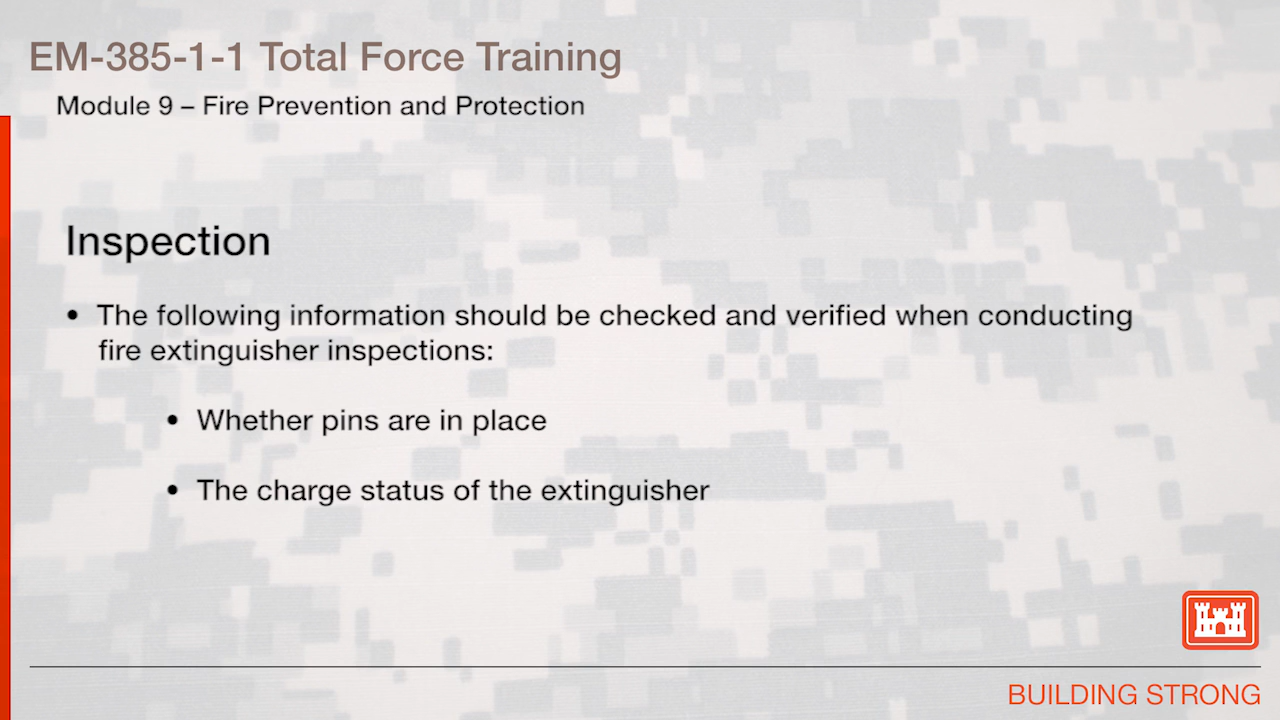 EM-385-1-1 Total Force Training
Module 9 – Fire Prevention and Protection
Inspection
• The following information should be checked and verified when conducting
fire extinguisher inspections:
• Whether pins are in place
• The charge status of the extinguisher
BUILDING STRONG